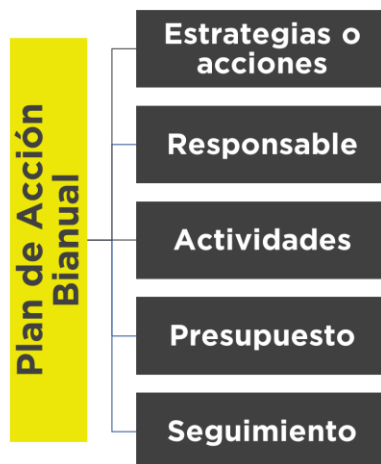 Plan de Acción
Bianual
Estrategias o
acciones
Responsable
Actividades
Presupuesto
Seguimiento